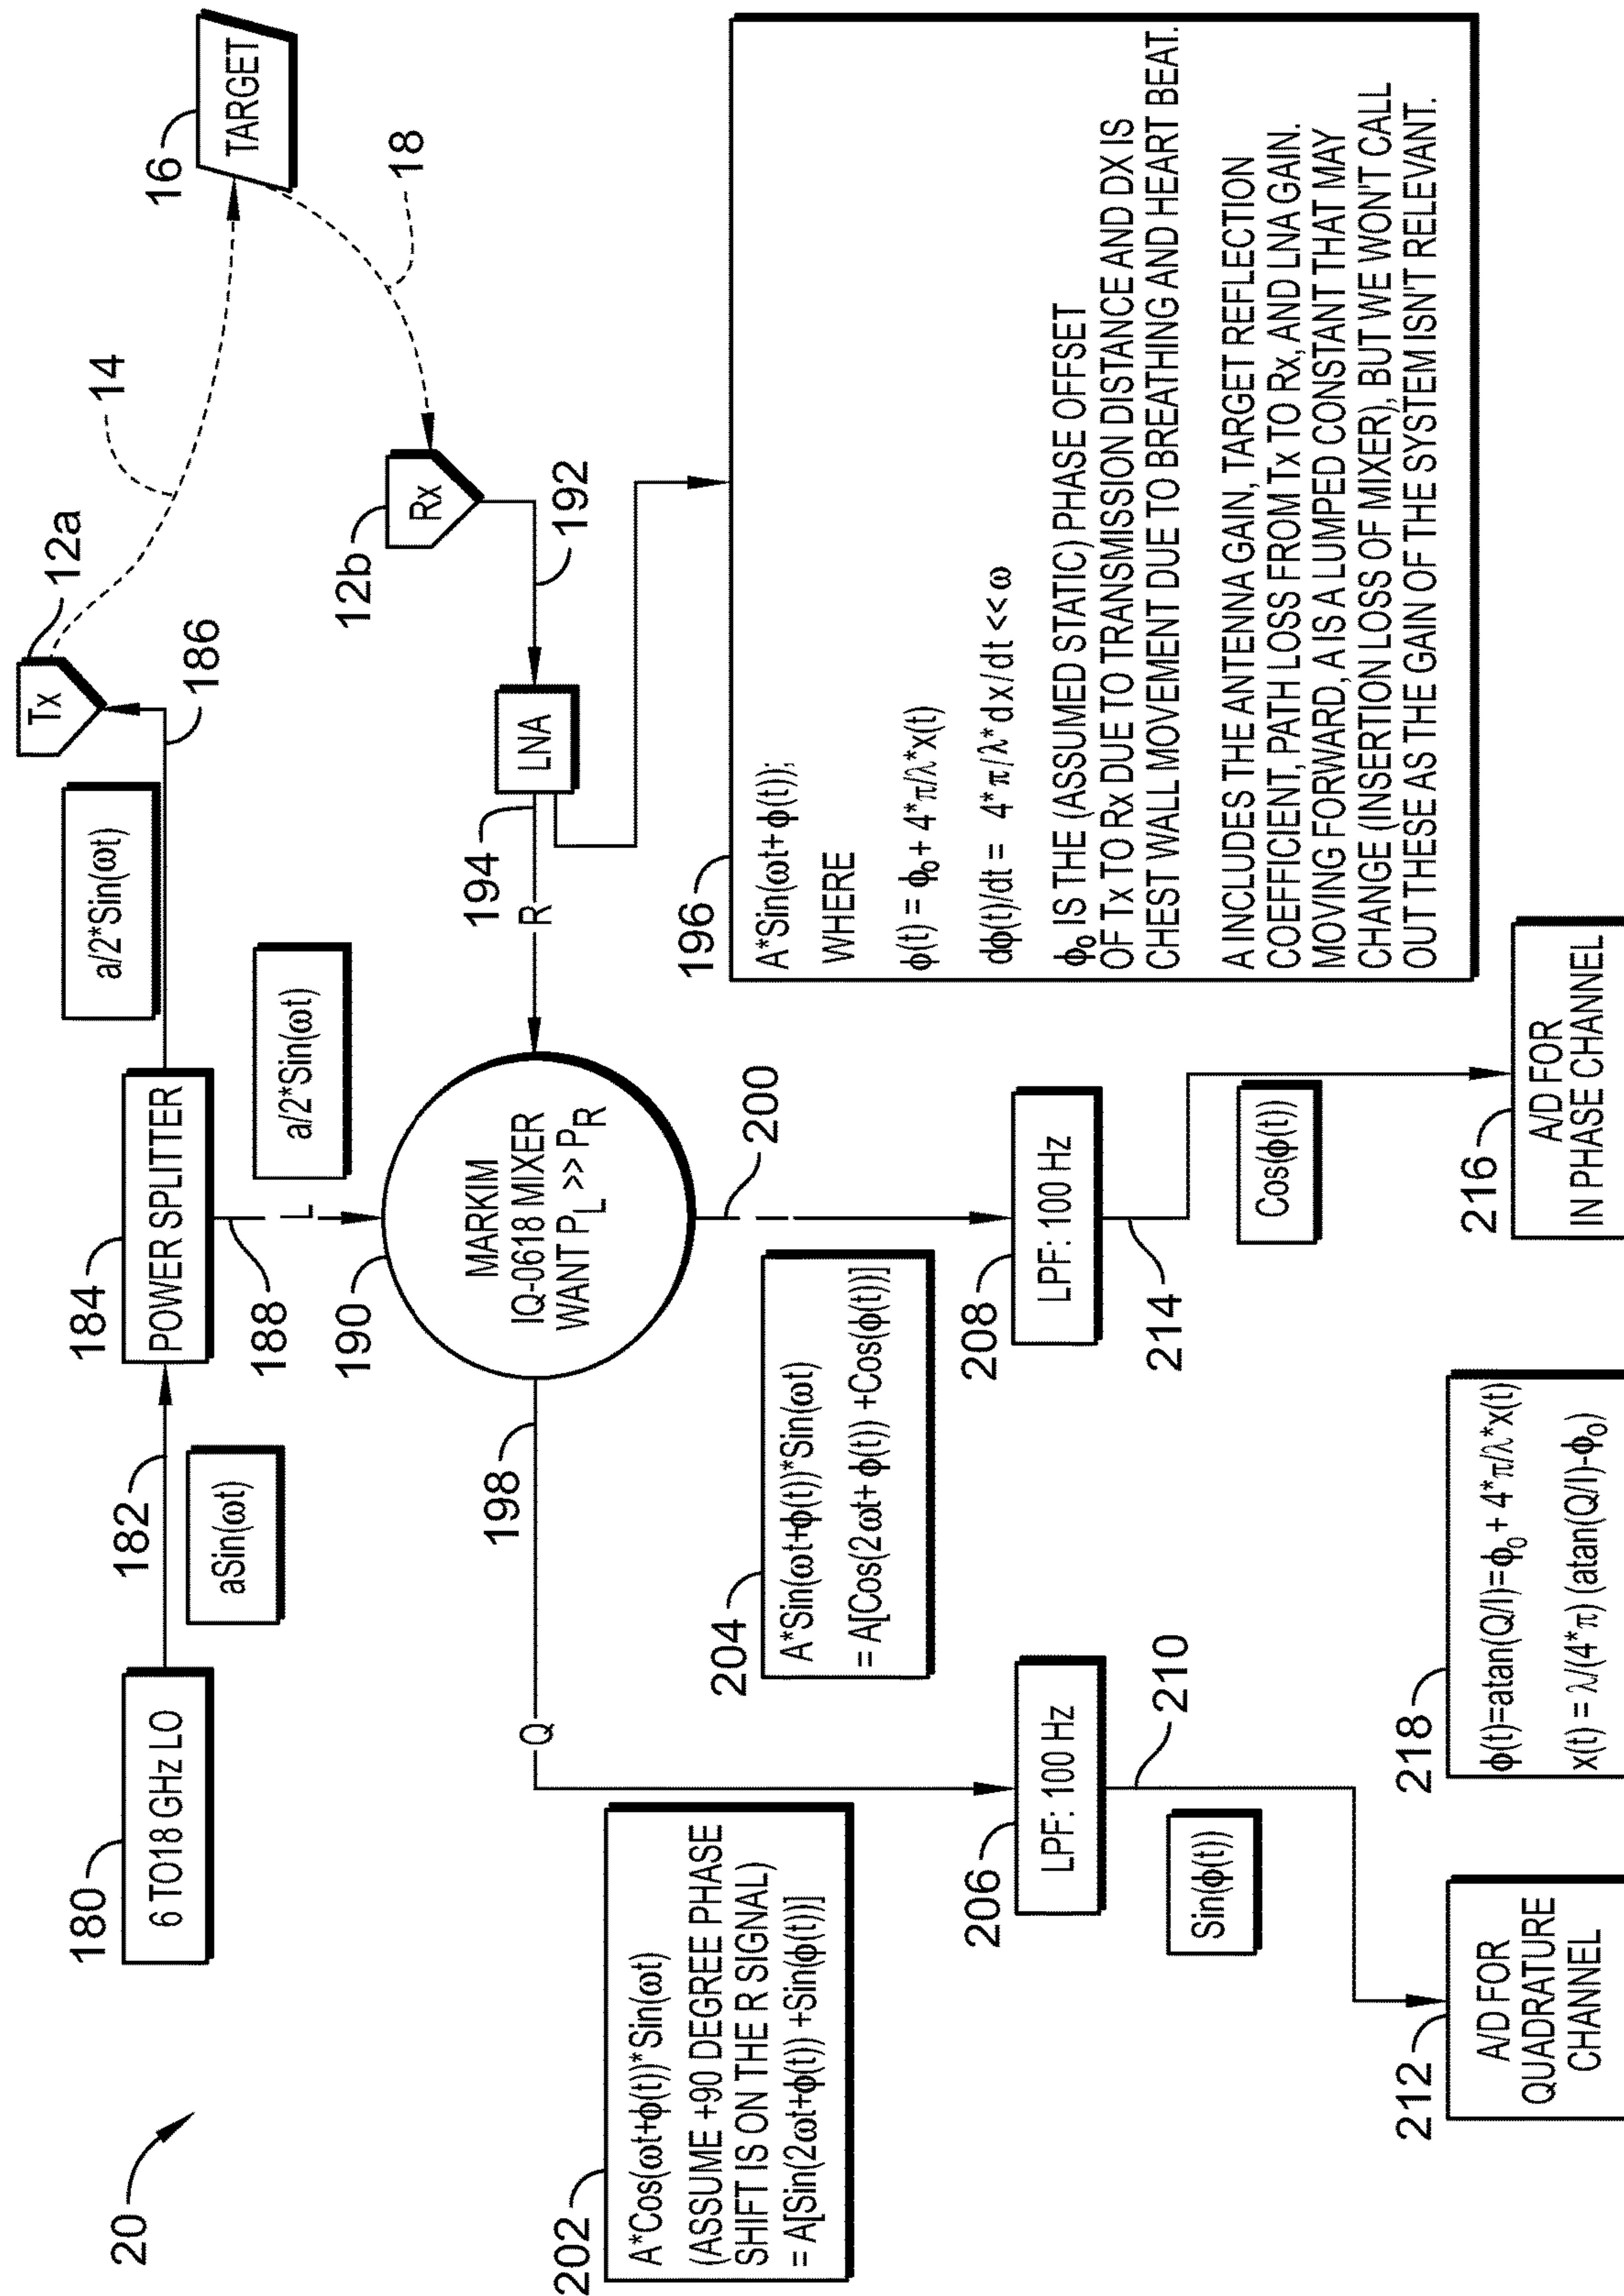 20
180
6 TO18 GHz LO
182
aSin(ωt)
184
POWER SPLITTER
a/2*Sin(ωt)
186
Tx
12a
14
16
TARGET
18
188
L
a/2*Sin(ωt)
190
MARKIM
IQ-0618 MIXER
WANT P_L >> P_R
194
R
LNA
192
12b
Rx
198
Q
200
202
A*Cos(ωt+ϕ(t))*Sin(ωt)
(ASSUME +90 DEGREE PHASE
SHIFT IS ON THE R SIGNAL)
= A[Sin(2ωt+ϕ(t)) +Sin(ϕ(t))]
204
A*Sin(ωt+ϕ(t))*Sin(ωt)
= A[Cos(2ωt+ ϕ(t)) +Cos(ϕ(t))]
196
A*Sin(ωt+ ϕ(t));
WHERE
ϕ(t) = ϕ₀ + 4*π/λ*x(t)
dϕ(t)/dt = 4*π/λ* dx/dt << ω
ϕ₀ IS THE (ASSUMED STATIC) PHASE OFFSET
OF Tx TO Rx DUE TO TRANSMISSION DISTANCE AND DX IS
CHEST WALL MOVEMENT DUE TO BREATHING AND HEART BEAT.
A INCLUDES THE ANTENNA GAIN, TARGET REFLECTION
COEFFICIENT, PATH LOSS FROM Tx TO Rx, AND LNA GAIN.
MOVING FORWARD, A IS A LUMPED CONSTANT THAT MAY
CHANGE (INSERTION LOSS OF MIXER), BUT WE WON'T CALL
OUT THESE AS THE GAIN OF THE SYSTEM ISN'T RELEVANT.
206
LPF: 100 Hz
210
Sin(ϕ(t))
208
LPF: 100 Hz
214
Cos(ϕ(t))
212
A/D FOR
QUADRATURE
CHANNEL
218
ϕ(t)=atan(Q/I)=ϕ₀ + 4*π/λ*x(t)
x(t) = λ/(4*π) (atan(Q/I)-ϕ₀)
216
A/D FOR
IN PHASE CHANNEL